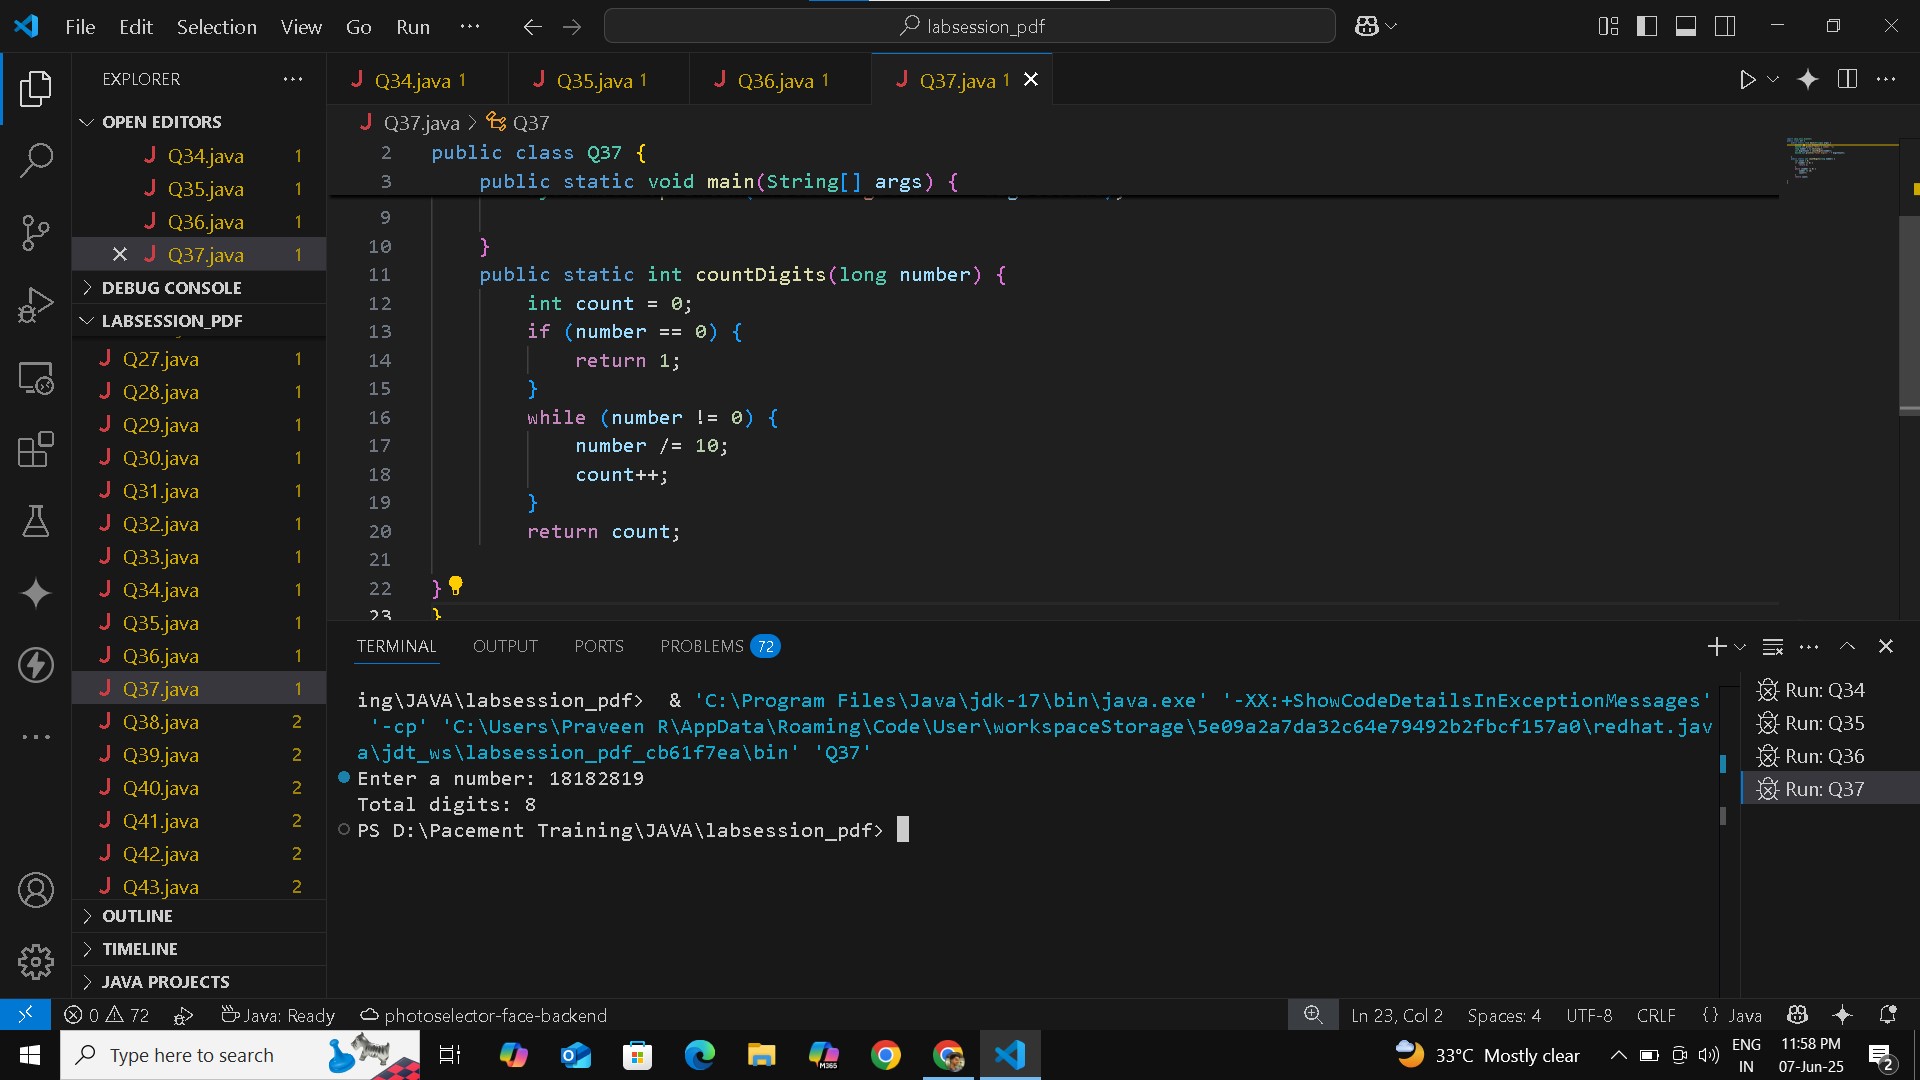 File Edit Selection View Go Run ··· labsession_pdf
EXPLORER ···
OPEN EDITORS
Q34.java 1
Q35.java 1
Q36.java 1
Q37.java 1
DEBUG CONSOLE
LABSESSION_PDF
Q27.java 1
Q28.java 1
Q29.java 1
Q30.java 1
Q31.java 1
Q32.java 1
Q33.java 1
Q34.java 1
Q35.java 1
Q36.java 1
Q37.java 1
Q38.java 2
Q39.java 2
Q40.java 2
Q41.java 2
Q42.java 2
Q43.java 2
OUTLINE
TIMELINE
JAVA PROJECTS
Q34.java 1 Q35.java 1 Q36.java 1 Q37.java 1
Q37.java > Q37
2 public class Q37 {
3 public static void main(String[] args) {
9
10 }
11 public static int countDigits(long number) {
12 int count = 0;
13 if (number == 0) {
14 return 1;
15 }
16 while (number != 0) {
17 number /= 10;
18 count++;
19 }
20 return count;
21
22 }
23 }
TERMINAL OUTPUT PORTS PROBLEMS 72
ing\JAVA\labsession_pdf> & 'C:\Program Files\Java\jdk-17\bin\java.exe' '-XX:+ShowCodeDetailsInExceptionMessages'
'-cp' 'C:\Users\Praveen R\AppData\Roaming\Code\User\workspaceStorage\5e09a2a7da32c64e79492b2fbcf157a0\redhat.jav
a\jdt_ws\labsession_pdf_cb61f7ea\bin' 'Q37'
Enter a number: 18182819
Total digits: 8
PS D:\Pacement Training\JAVA\labsession_pdf>
Run: Q34
Run: Q35
Run: Q36
Run: Q37
0 72 Java: Ready photoselector-face-backend Ln 23, Col 2 Spaces: 4 UTF-8 CRLF {} Java
Type here to search M365 33°C Mostly clear ENG IN 11:58 PM 07-Jun-25 2